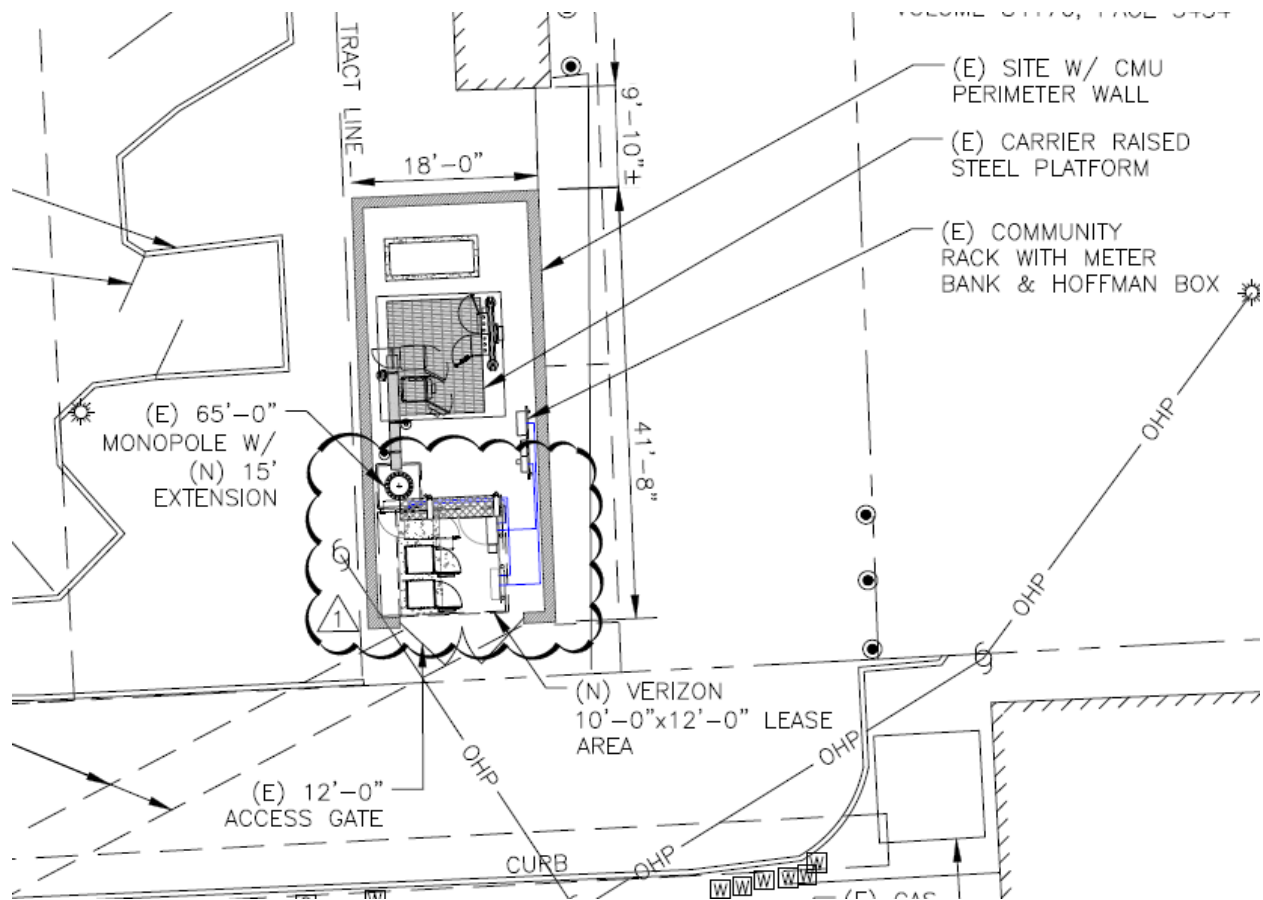 TRACT LINE
(E) SITE W/ CMU
PERIMETER WALL
9'-10"±
18'-0"
(E) CARRIER RAISED
STEEL PLATFORM
(E) COMMUNITY
RACK WITH METER
BANK & HOFFMAN BOX
(E) 65'-0"
MONOPOLE W/
(N) 15'
EXTENSION
41'-8"
OHP
OHP
1
(N) VERIZON
10'-0"x12'-0" LEASE
AREA
OHP
OHP
(E) 12'-0"
ACCESS GATE
CURB
OHP
W
W
W
W
W
W
W
(E) GAS